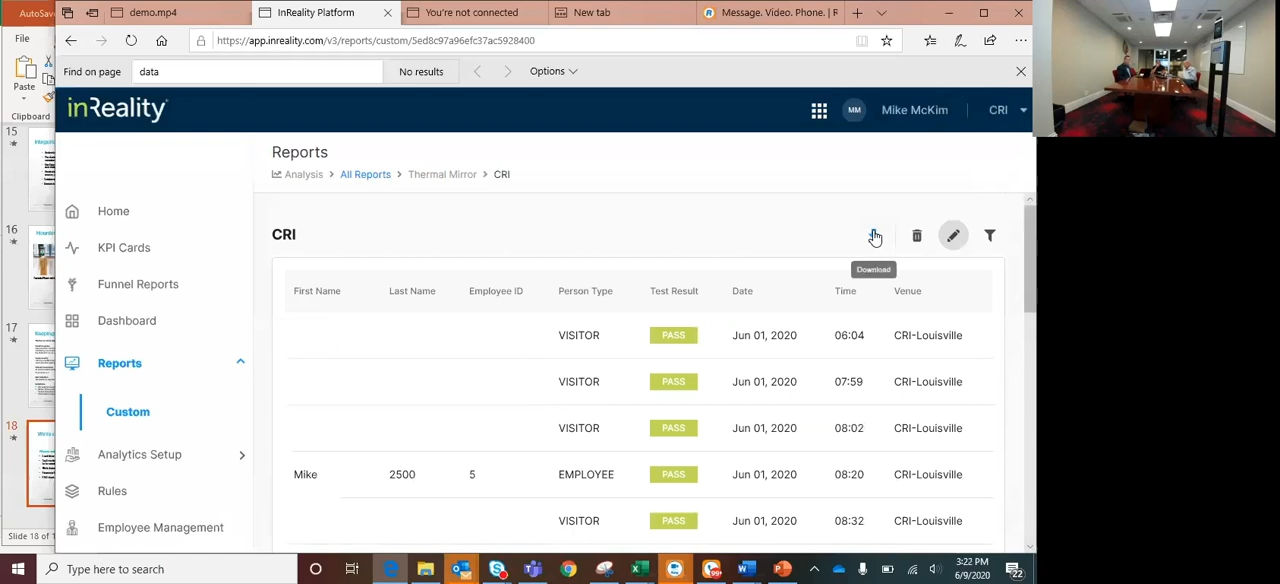 AutoSav
demo.mp4
InReality Platform
You're not connected
New tab
Message. Video. Phone. | R
https://app.inreality.com/v3/reports/custom/5ed8c97a96efc37ac5928400
Find on page
data
No results
Options
File
Paste
Clipboard
inReality
MM
Mike McKim
CRI
Reports
Analysis > All Reports > Thermal Mirror > CRI
Home
KPI Cards
Funnel Reports
Dashboard
Reports
Custom
Analytics Setup
Rules
Employee Management
CRI
Download
First Name Last Name Employee ID Person Type Test Result Date Time Venue
VISITOR PASS Jun 01, 2020 06:04 CRI-Louisville
VISITOR PASS Jun 01, 2020 07:59 CRI-Louisville
VISITOR PASS Jun 01, 2020 08:02 CRI-Louisville
Mike 2500 5 EMPLOYEE PASS Jun 01, 2020 08:20 CRI-Louisville
VISITOR PASS Jun 01, 2020 08:32 CRI-Louisville
15
16
17
18
Slide 18 of 1
Type here to search
3:22 PM
6/9/2020
22